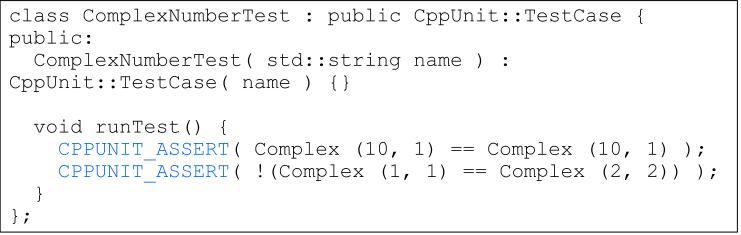 class ComplexNumberTest : public CppUnit::TestCase {
public:
  ComplexNumberTest( std::string name ) :
CppUnit::TestCase( name ) {}

  void runTest() {
    CPPUNIT_ASSERT( Complex (10, 1) == Complex (10, 1) );
    CPPUNIT_ASSERT( !(Complex (1, 1) == Complex (2, 2)) );
  }
};